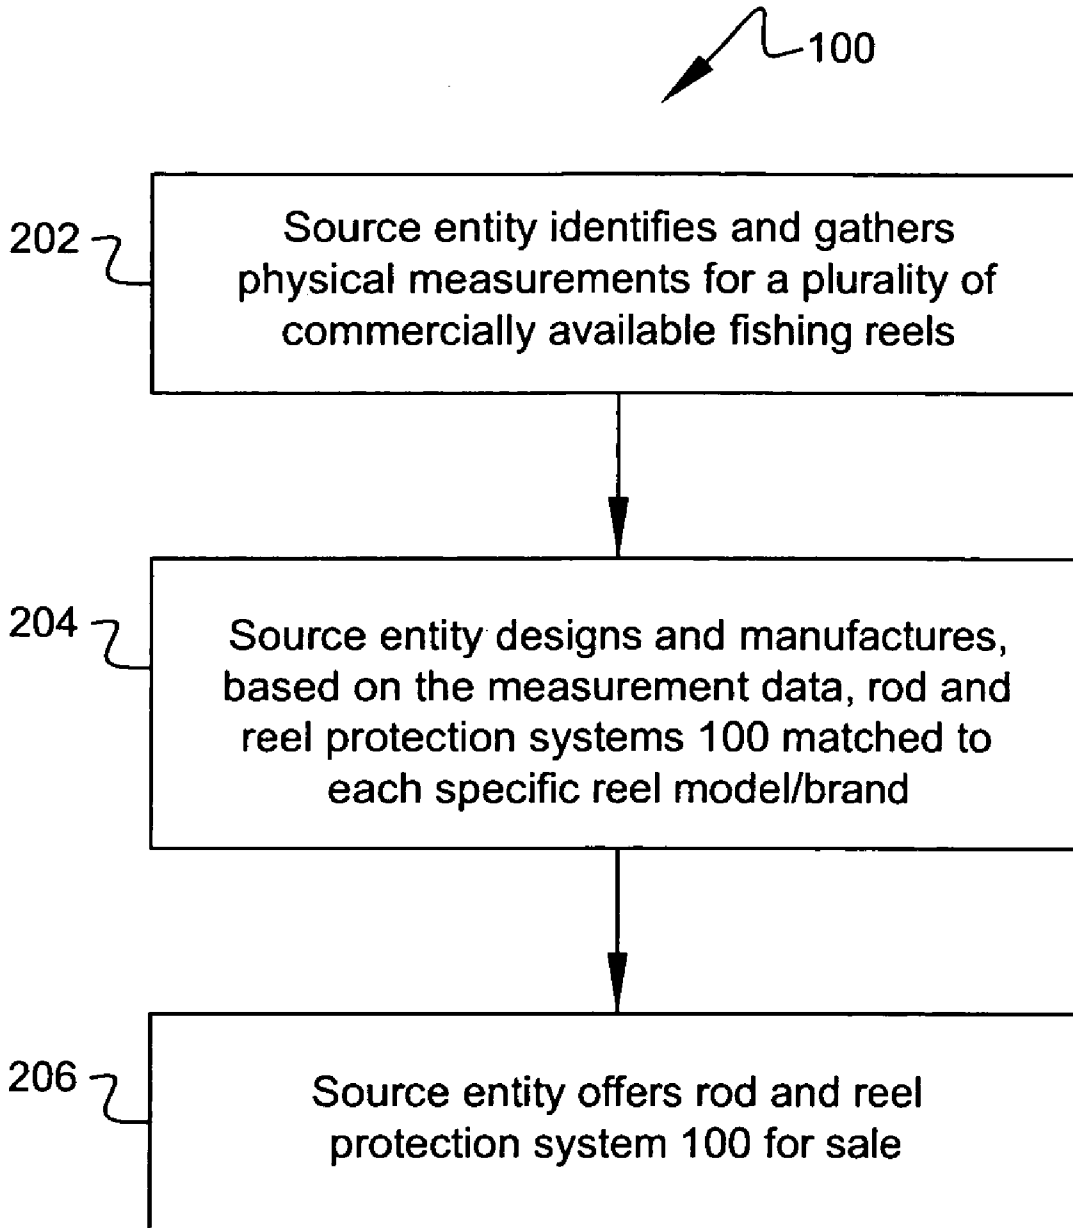 100
202
Source entity identifies and gathers
physical measurements for a plurality of
commercially available fishing reels
204
Source entity designs and manufactures,
based on the measurement data, rod and
reel protection systems 100 matched to
each specific reel model/brand
206
Source entity offers rod and reel
protection system 100 for sale